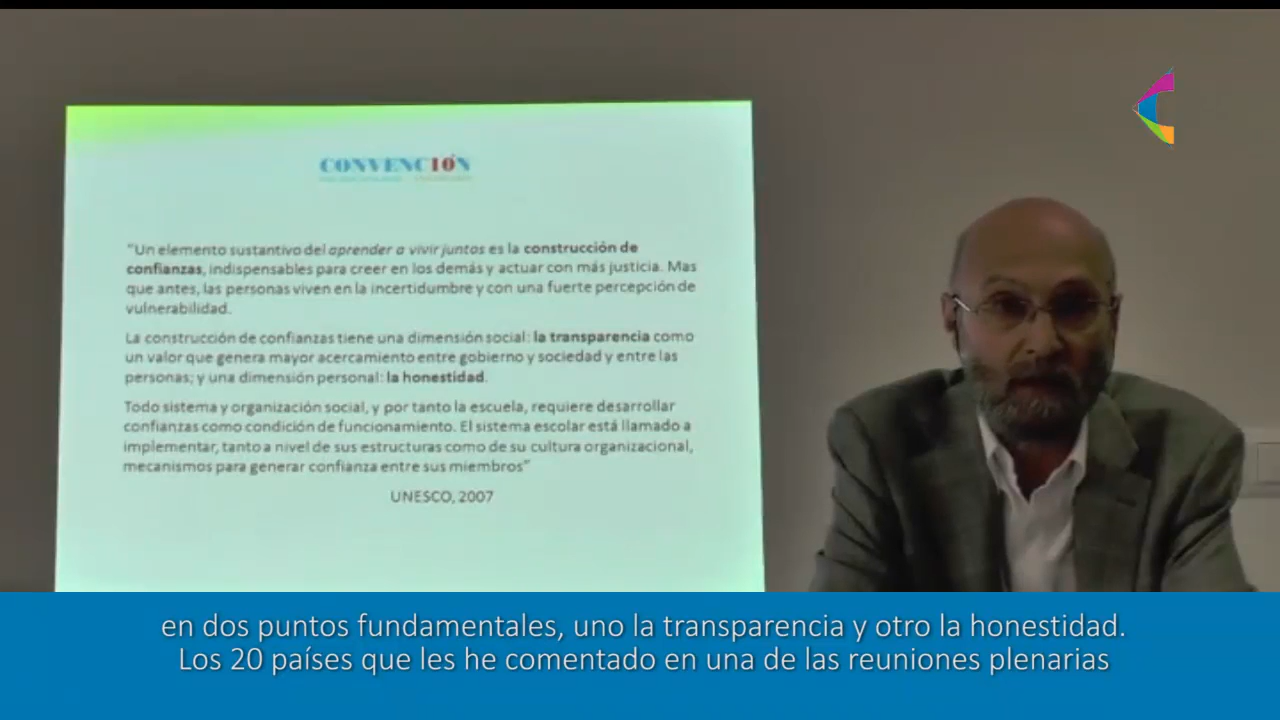 CONVENCIÓN
"Un elemento sustantivo del aprender a vivir juntos es la construcción de
confianzas, indispensables para creer en los demás y actuar con más justicia. Mas
que antes, las personas viven en la incertidumbre y con una fuerte percepción de
vulnerabilidad.
La construcción de confianzas tiene una dimensión social: la transparencia como
un valor que genera mayor acercamiento entre gobierno y sociedad y entre las
personas; y una dimensión personal: la honestidad.
Todo sistema y organización social, y por tanto la escuela, requiere desarrollar
confianzas como condición de funcionamiento. El sistema escolar está llamado a
implementar, tanto a nivel de sus estructuras como de su cultura organizacional,
mecanismos para generar confianza entre sus miembros"
UNESCO, 2007
en dos puntos fundamentales, uno la transparencia y otro la honestidad.
Los 20 países que les he comentado en una de las reuniones plenarias